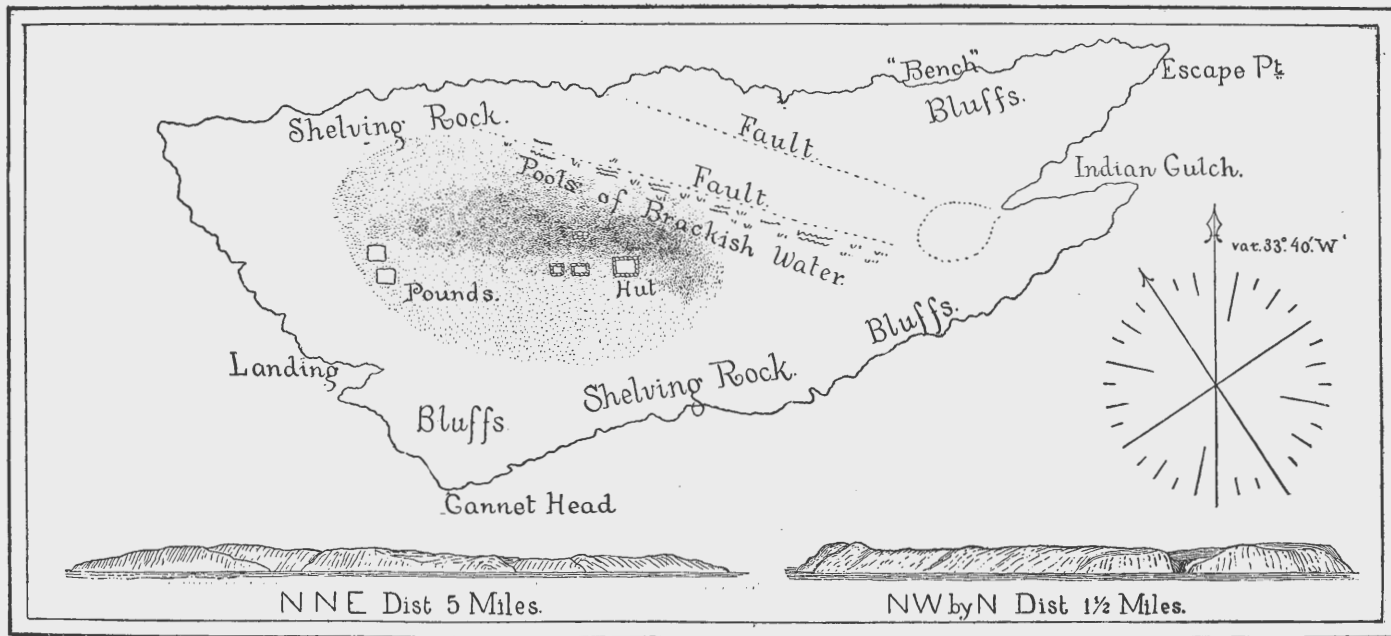 "Bench"
Escape Pt.
Bluffs.
Shelving Rock.
Fault.
Indian Gulch.
Fault.
Pools of Brackish Water.
var. 33° 40' W
Pounds.
Hut
Bluffs.
Landing
Shelving Rock.
Bluffs.
Gannet Head
N N E Dist 5 Miles.
NW by N Dist 1½ Miles.